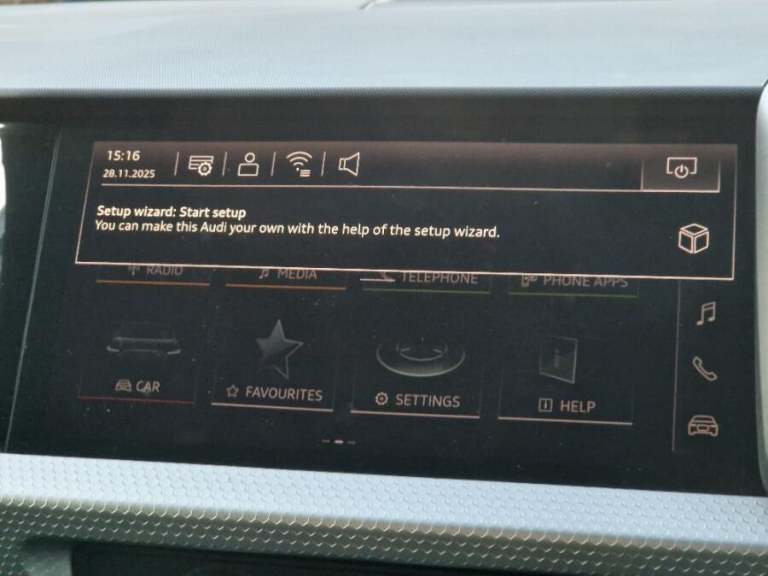 15:16
28.11.2025
Setup wizard: Start setup
You can make this Audi your own with the help of the setup wizard.
RADIO
MEDIA
TELEPHONE
PHONE APPS
CAR
FAVOURITES
SETTINGS
HELP